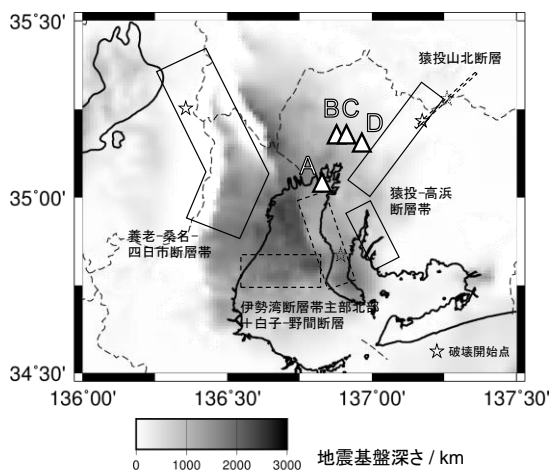 35°30'
猿投山北断層
BC
D
A
35°00'
猿投−高浜
断層帯
養老−桑名−
四日市断層帯
伊勢湾断層帯主部北部
＋白子−野間断層
☆ 破壊開始点
34°30'
136°00' 136°30' 137°00' 137°30'
0 1000 2000 3000
地震基盤深さ / km